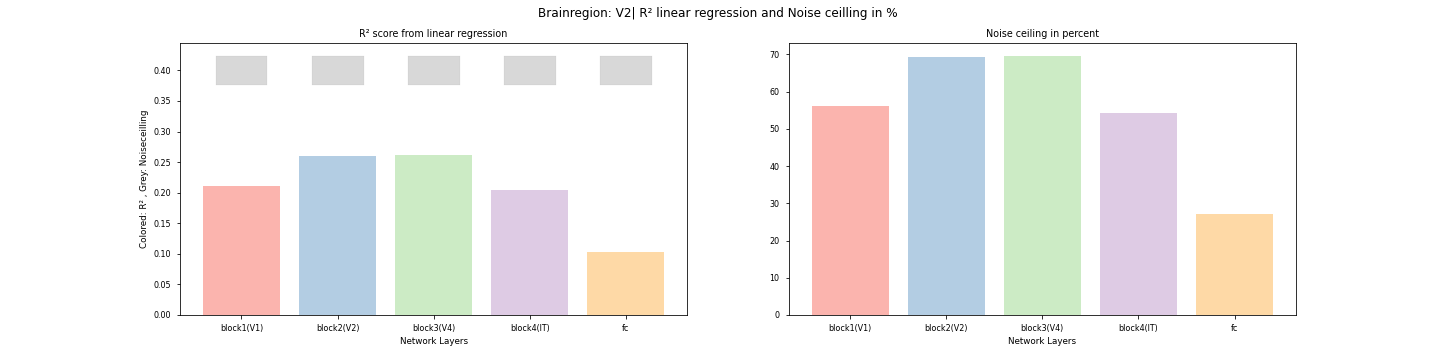 Brainregion: V2| R² linear regression and Noise ceilling in %
R² score from linear regression
Colored: R² , Grey: Noiseceilling
0.40
0.35
0.30
0.25
0.20
0.15
0.10
0.05
0.00
block1(V1) block2(V2) block3(V4) block4(IT) fc
Network Layers
Noise ceiling in percent
70
60
50
40
30
20
10
0
block1(V1) block2(V2) block3(V4) block4(IT) fc
Network Layers